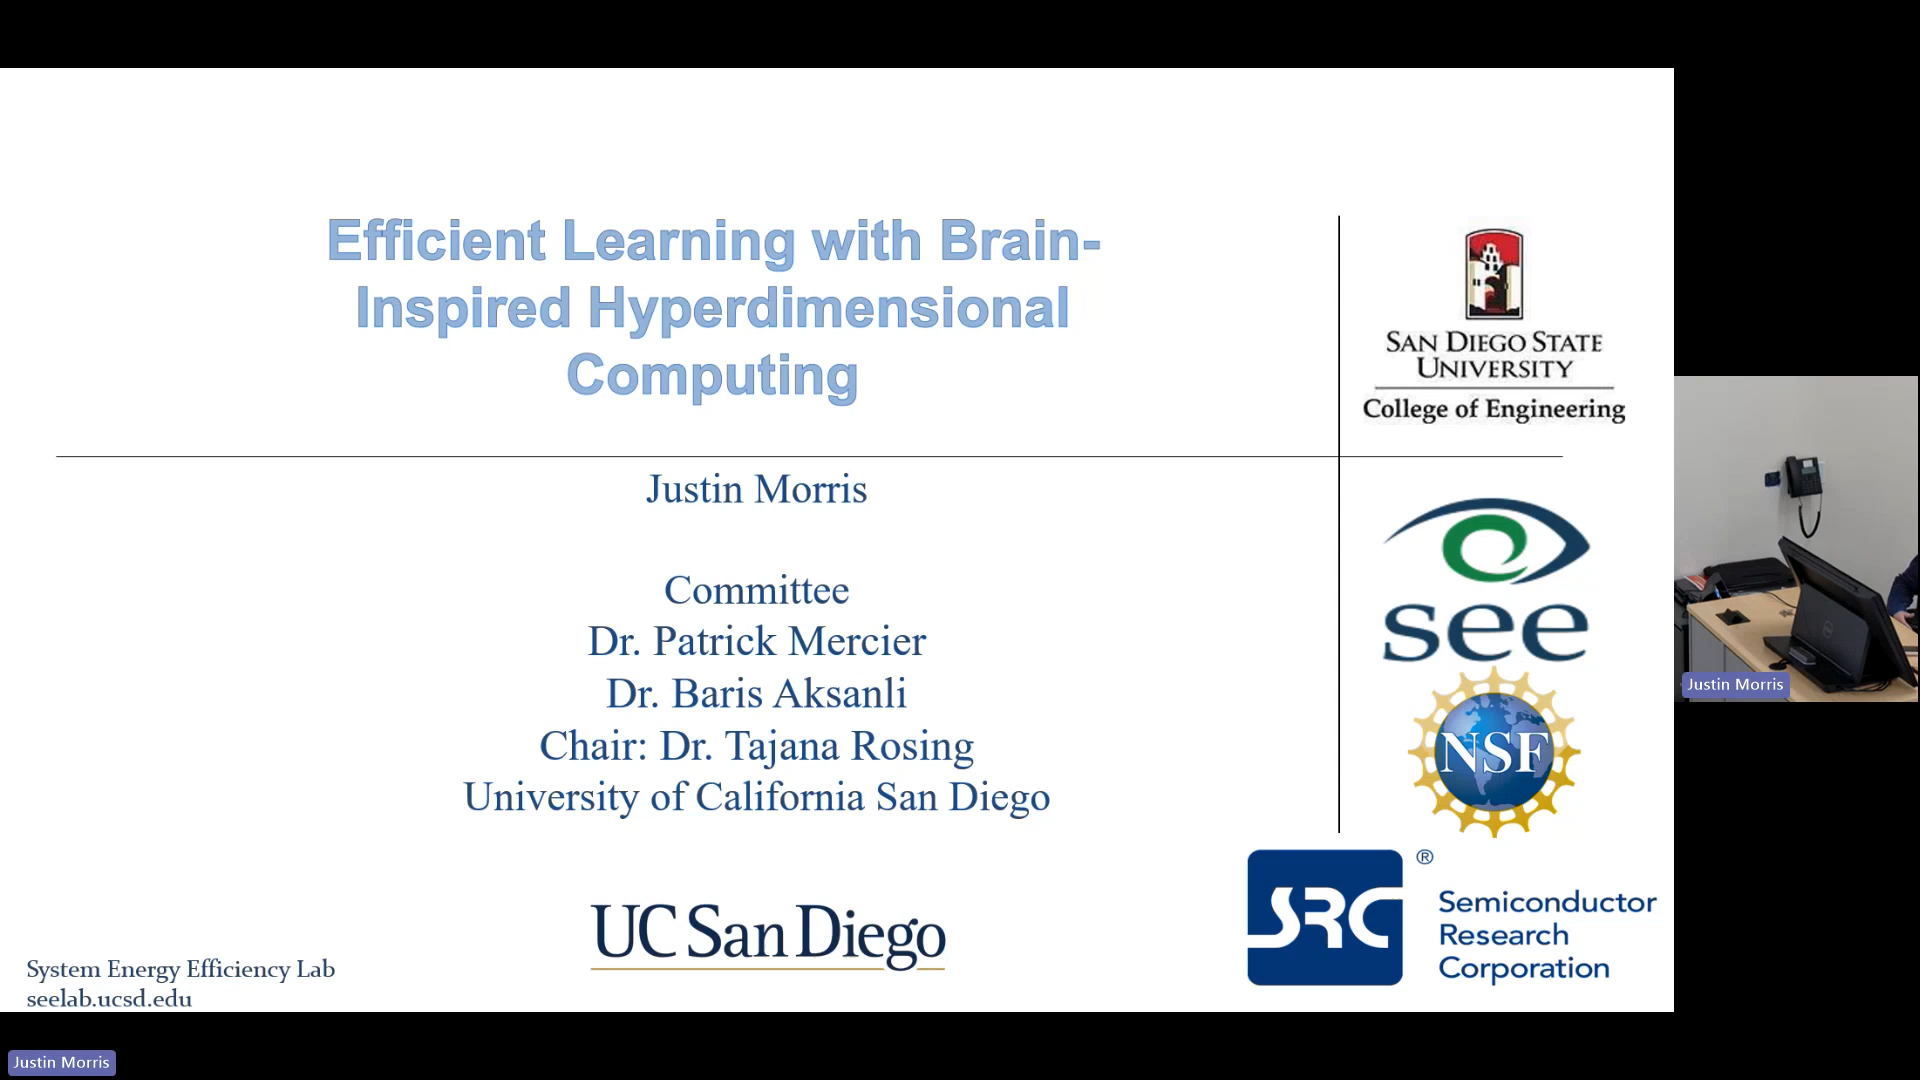 Efficient Learning with Brain-
Inspired Hyperdimensional
Computing
Justin Morris
Committee
Dr. Patrick Mercier
Dr. Baris Aksanli
Chair: Dr. Tajana Rosing
University of California San Diego
UC San Diego
System Energy Efficiency Lab
seelab.ucsd.edu
SAN DIEGO STATE
UNIVERSITY
College of Engineering
see
NSF
SRC
®
Semiconductor
Research
Corporation
Justin Morris
Justin Morris